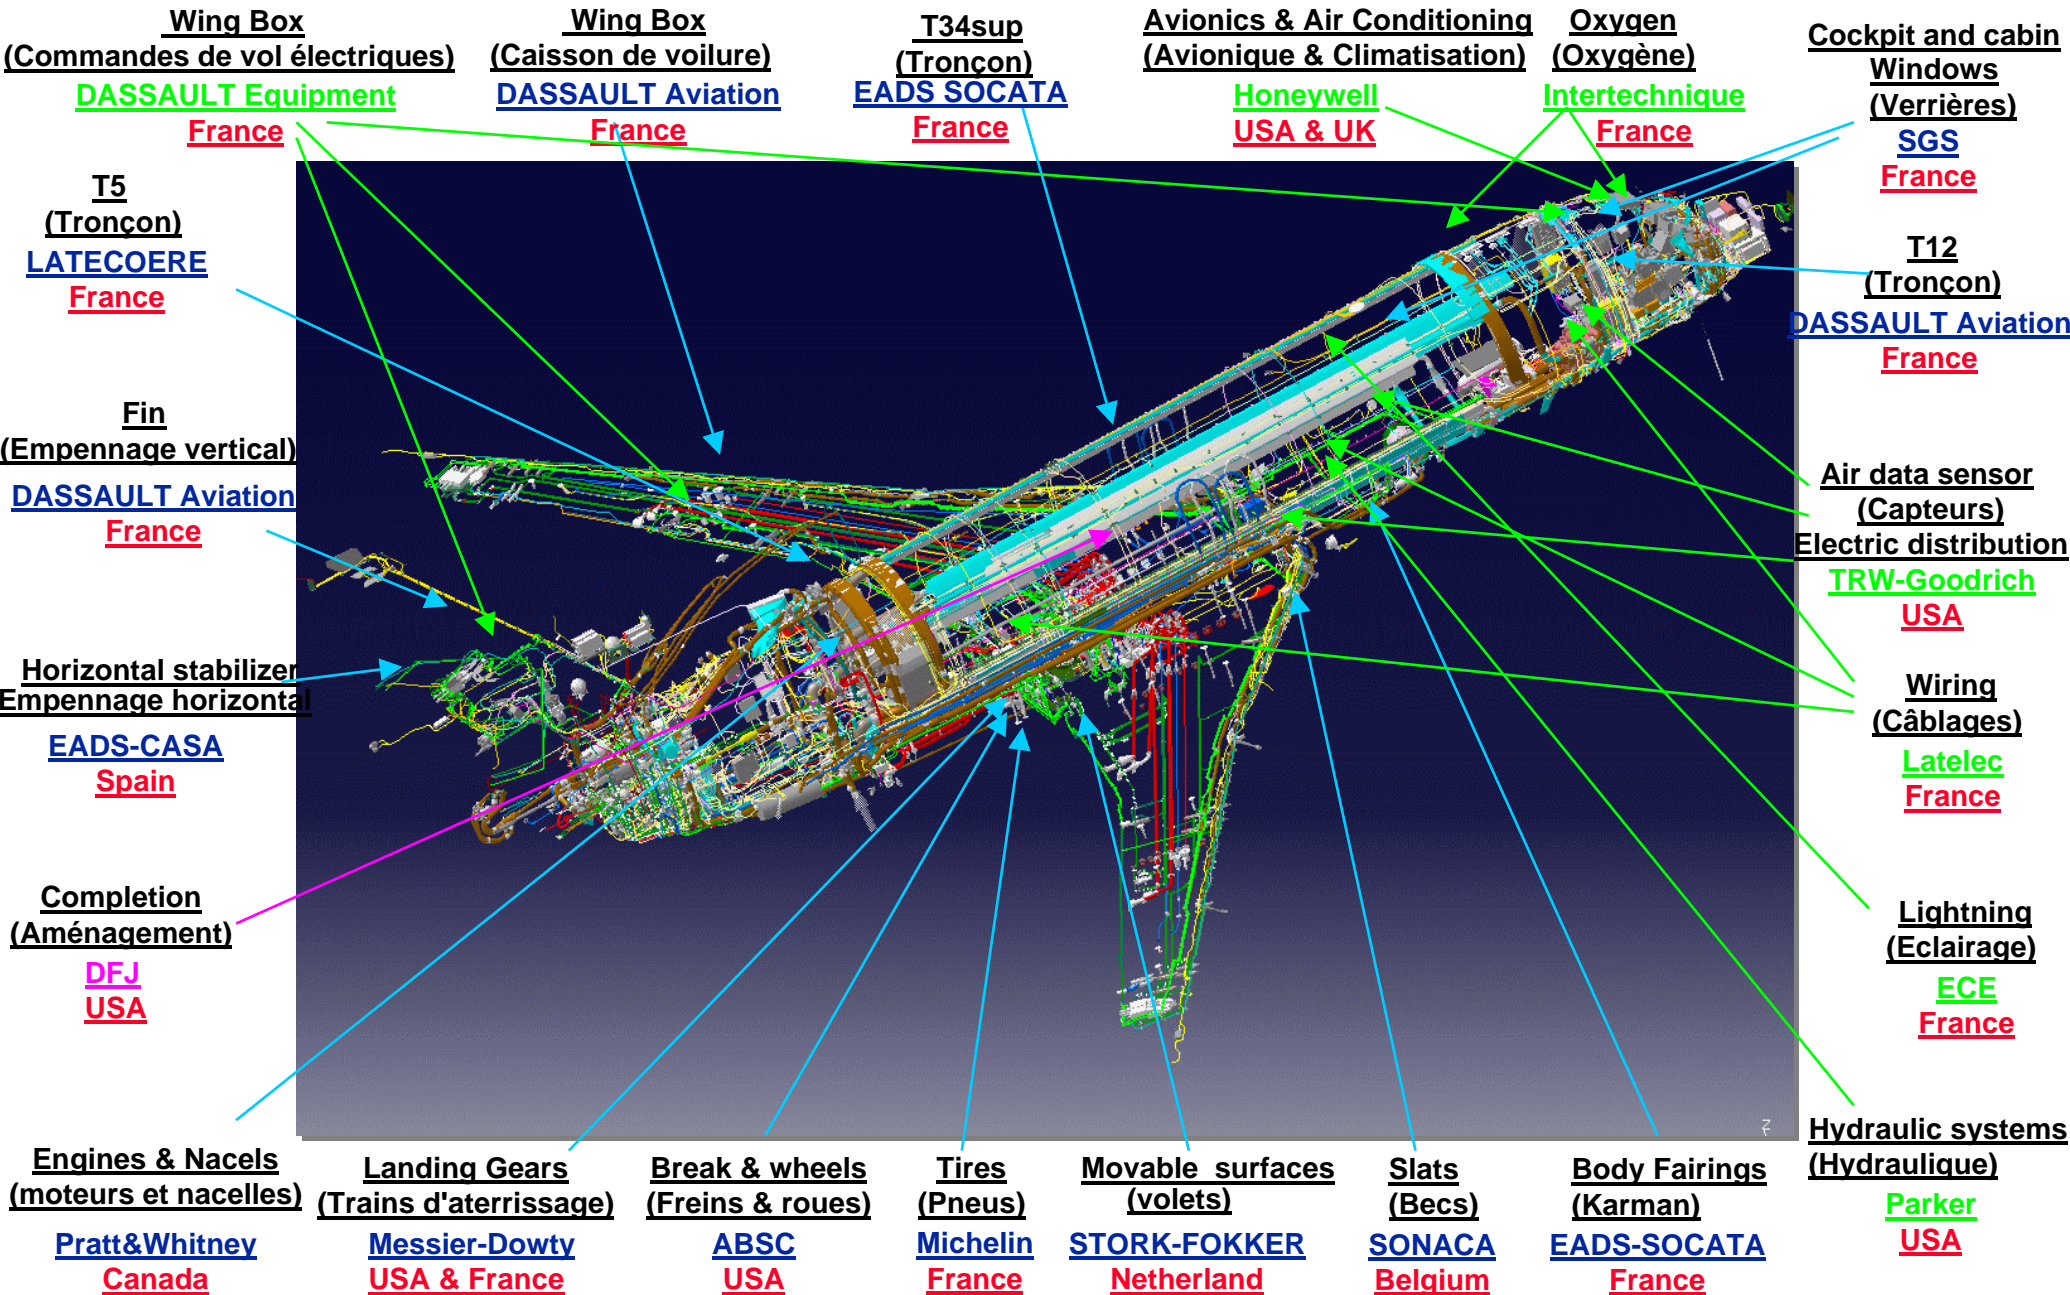 Wing Box
(Commandes de vol électriques)
DASSAULT Equipment
France
Wing Box
(Caisson de voilure)
DASSAULT Aviation
France
T34sup
(Tronçon)
EADS SOCATA
France
Avionics & Air Conditioning
(Avionique & Climatisation)
Honeywell
USA & UK
Oxygen
(Oxygène)
Intertechnique
France
Cockpit and cabin
Windows
(Verrières)
SGS
France
T5
(Tronçon)
LATECOERE
France
T12
(Tronçon)
DASSAULT Aviation
France
Fin
(Empennage vertical)
DASSAULT Aviation
France
Air data sensor
(Capteurs)
Electric distribution
TRW-Goodrich
USA
Horizontal stabilizer
Empennage horizontal
EADS-CASA
Spain
Wiring
(Câblages)
Latelec
France
Completion
(Aménagement)
DFJ
USA
Lightning
(Eclairage)
ECE
France
Engines & Nacels
(moteurs et nacelles)
Pratt&Whitney
Canada
Landing Gears
(Trains d'aterrissage)
Messier-Dowty
USA & France
Break & wheels
(Freins & roues)
ABSC
USA
Tires
(Pneus)
Michelin
France
Movable surfaces
(volets)
STORK-FOKKER
Netherland
Slats
(Becs)
SONACA
Belgium
Body Fairings
(Karman)
EADS-SOCATA
France
Hydraulic systems
(Hydraulique)
Parker
USA